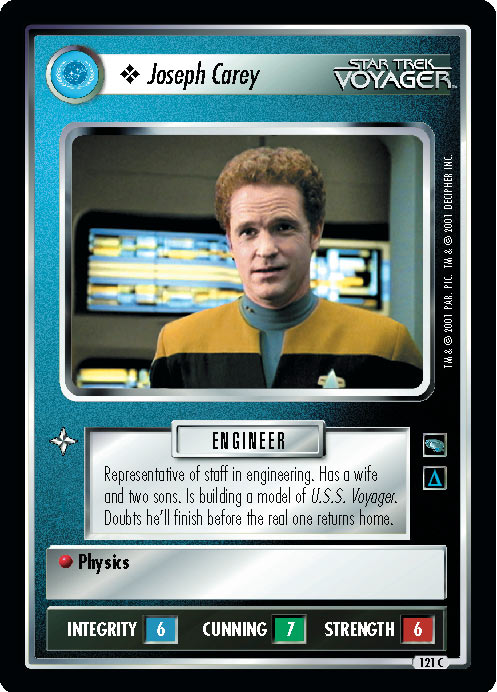 ❖ Joseph Carey
STAR TREK
VOYAGER™
TM & © 2001 PAR. PIC. TM & © 2001 DECIPHER INC.
ENGINEER
Representative of staff in engineering. Has a wife
and two sons. Is building a model of U.S.S. Voyager.
Doubts he'll finish before the real one returns home.
Δ
Physics
INTEGRITY 6 CUNNING 7 STRENGTH 6
121 C